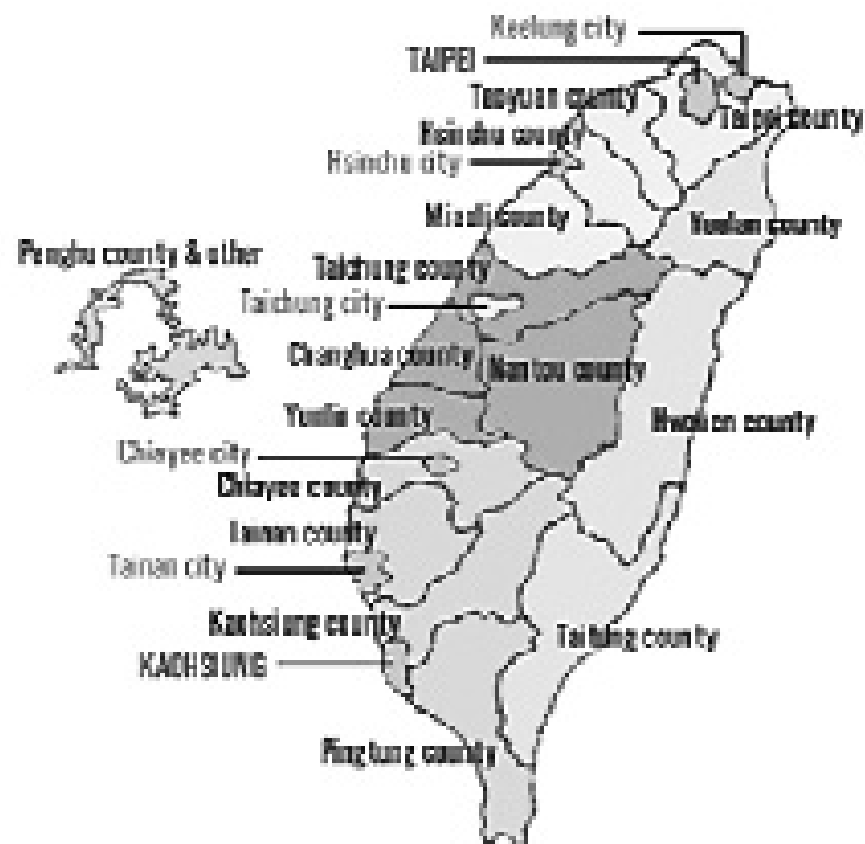 Keelung city
TAIPEI
Taoyuan county
Taipei county
Hsinchu county
Hsinchu city
Miaoli county
Yunlan county
Penghu county & other
Taichung county
Taichung city
Changhua county
Nantou county
Yunlin county
Hwalien county
Chiayee city
Chiayee county
Tainan county
Tainan city
Kaohsiung county
Taitung county
KAOHSIUNG
Pingtung county